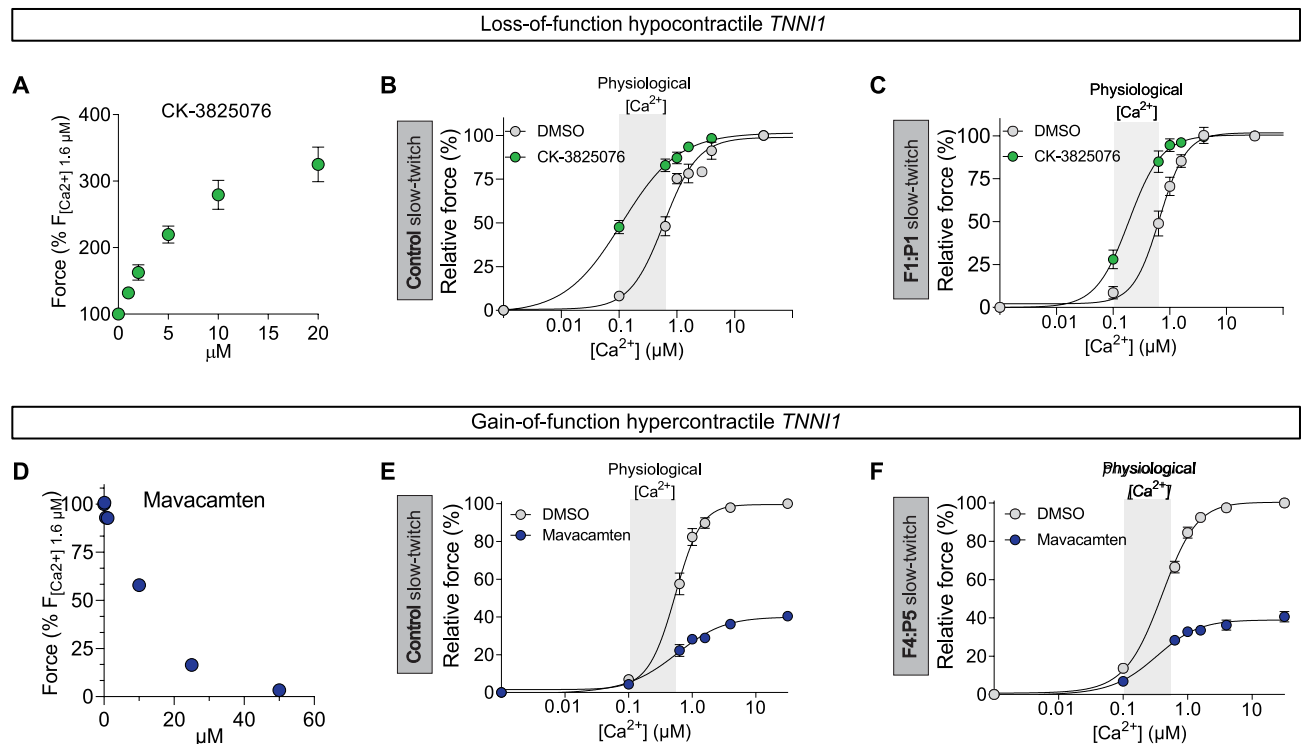 Loss-of-function hypocontractile TNNI1
A
CK-3825076
Force (% F[Ca2+] 1.6 µM)
400
300
200
100
0 5 10 15 20
µM
B
Physiological
[Ca2+]
DMSO
CK-3825076
Control slow-twitch
Relative force (%)
100
75
50
25
0
0.01 0.1 1.0 10
[Ca2+] (µM)
C
Physiological
[Ca2+]
DMSO
CK-3825076
F1:P1 slow-twitch
Relative force (%)
100
75
50
25
0
0.01 0.1 1.0 10
[Ca2+] (µM)
Gain-of-function hypercontractile TNNI1
D
Mavacamten
Force (% F[Ca2+] 1.6 µM)
100
75
50
25
0
0 20 40 60
µM
E
Physiological
[Ca2+]
DMSO
Mavacamten
Control slow-twitch
Relative force (%)
100
80
60
40
20
0
0.01 0.1 1.0 10
[Ca2+] (µM)
F
Physiological
[Ca2+]
DMSO
Mavacamten
F4:P5 slow-twitch
Relative force (%)
100
80
60
40
20
0
0.01 0.1 1.0 10
[Ca2+] (µM)